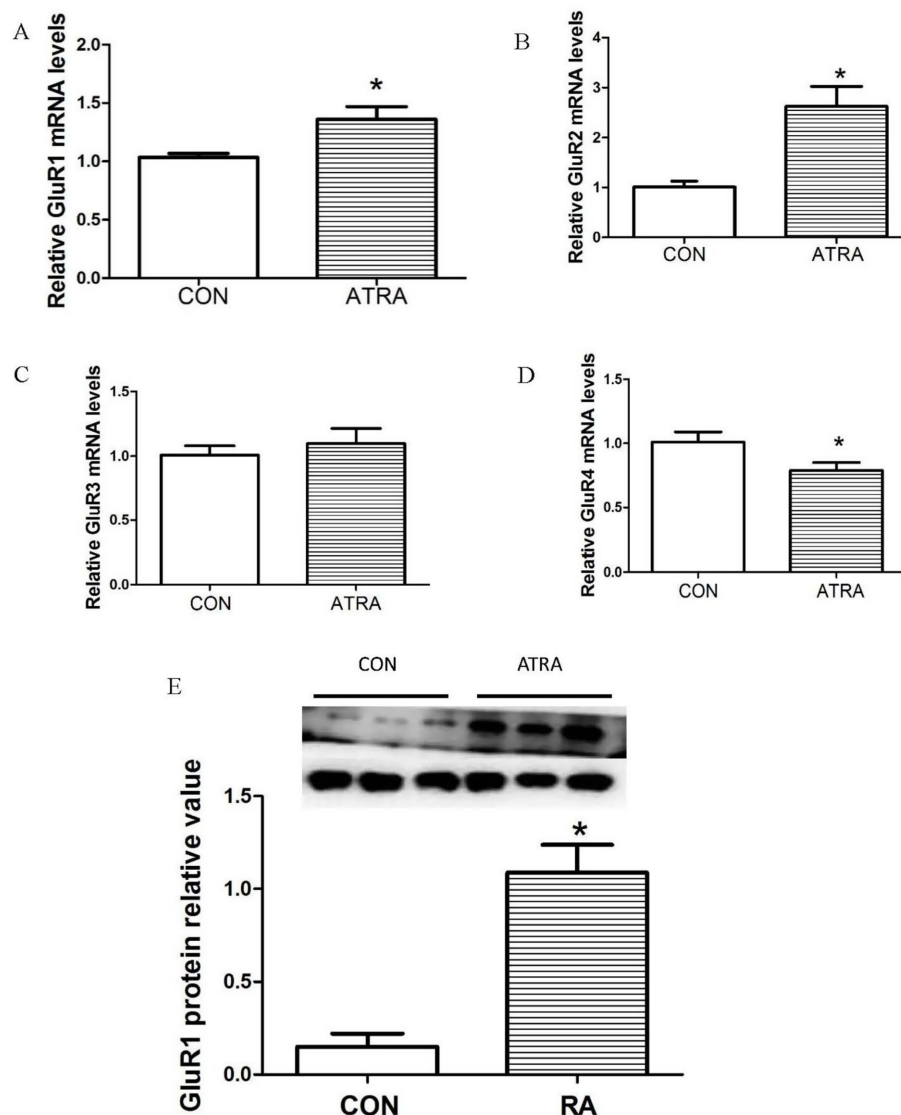 A
Relative GluR1 mRNA levels
2.0
1.5
1.0
0.5
0.0
*
CON
ATRA
B
Relative GluR2 mRNA levels
4
3
2
1
0
*
CON
ATRA
C
Relative GluR3 mRNA levels
1.5
1.0
0.5
0.0
CON
ATRA
D
Relative GluR4 mRNA levels
1.5
1.0
0.5
0.0
*
CON
ATRA
E
CON
ATRA
GluR1 protein relative value
1.5
1.0
0.5
0.0
*
CON
RA